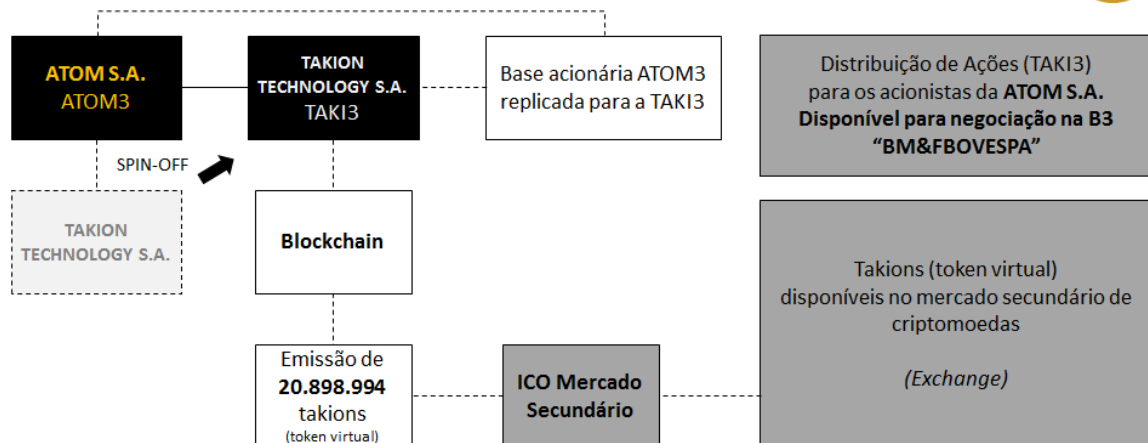 ATOM S.A.
ATOM3
TAKION
TECHNOLOGY S.A.
TAKI3
Base acionária ATOM3
replicada para a TAKI3
Distribuição de Ações (TAKI3)
para os acionistas da ATOM S.A.
Disponível para negociação na B3
“BM&FBOVESPA”
SPIN-OFF
TAKION
TECHNOLOGY S.A.
Blockchain
Takions (token virtual)
disponíveis no mercado secundário de
criptomoedas
(Exchange)
Emissão de
20.898.994
takions
(token virtual)
ICO Mercado
Secundário